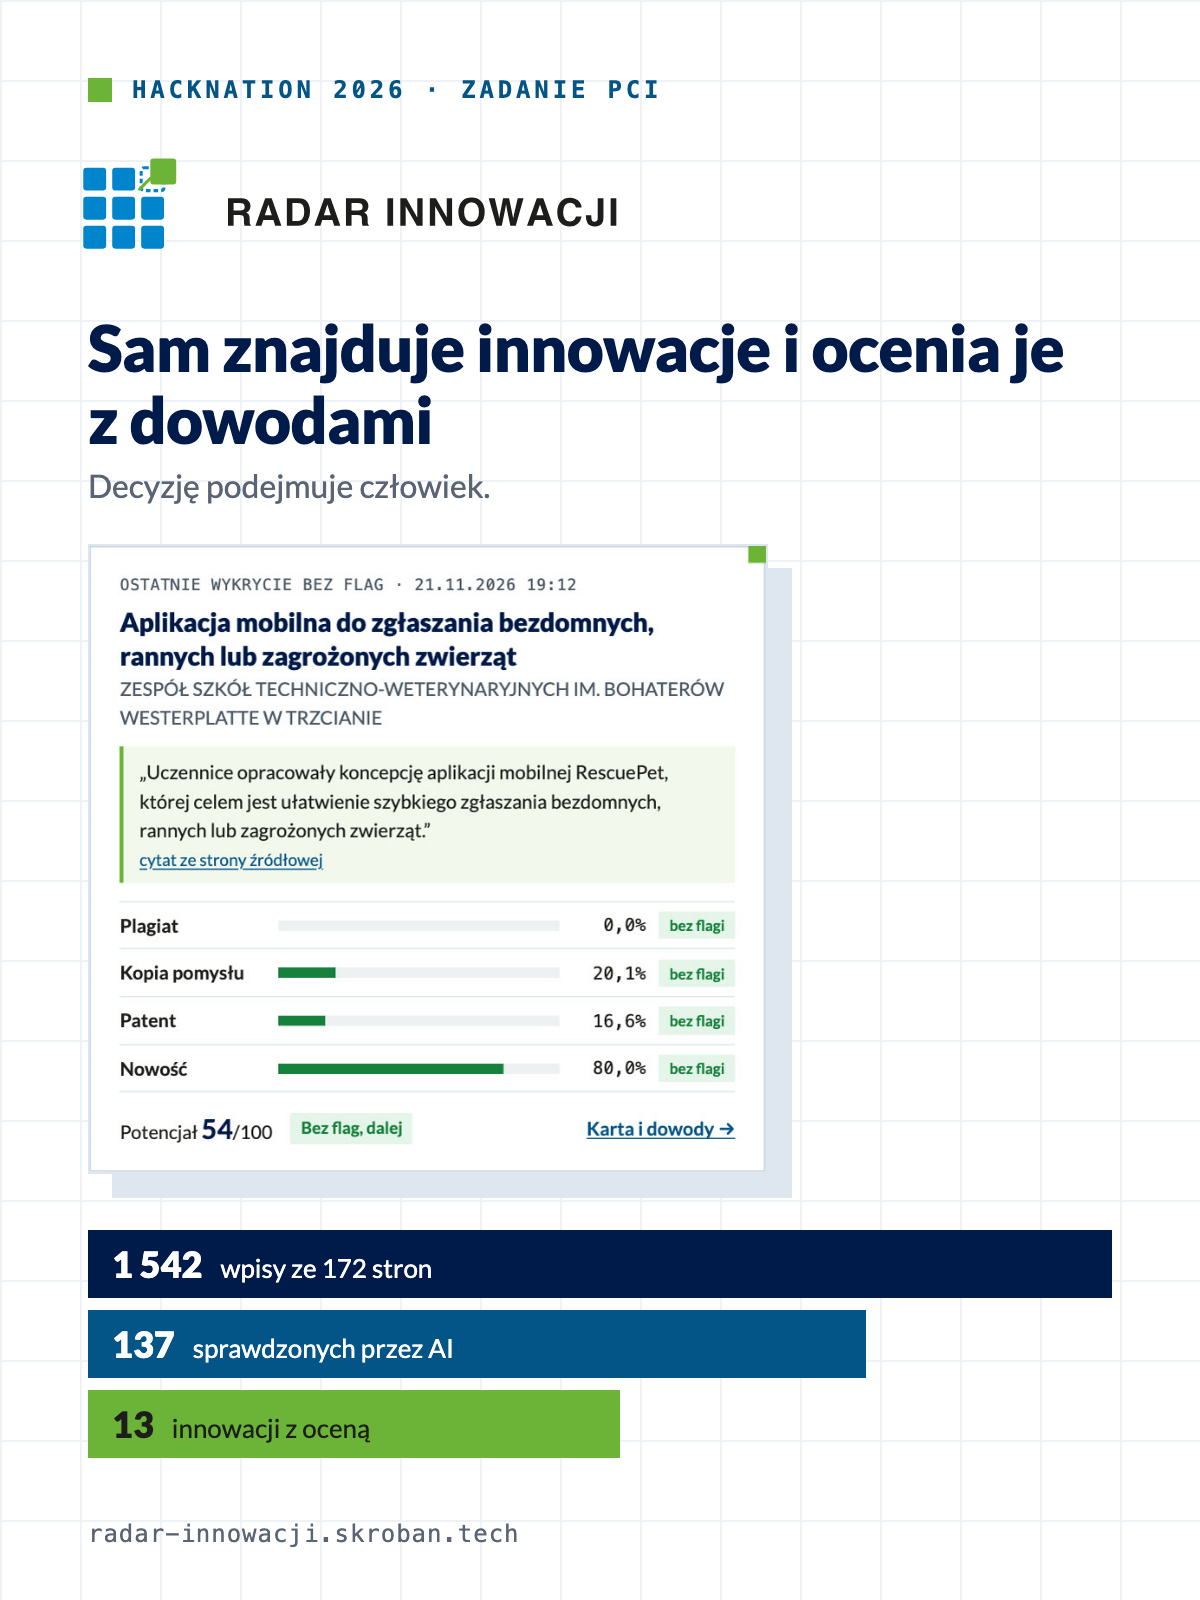 HACKNATION 2026 · ZADANIE PCI
RADAR INNOWACJI
Sam znajduje innowacje i ocenia je
z dowodami
Decyzję podejmuje człowiek.
OSTATNIE WYKRYCIE BEZ FLAG · 21.11.2026 19:12
Aplikacja mobilna do zgłaszania bezdomnych,
rannych lub zagrożonych zwierząt
ZESPÓŁ SZKÓŁ TECHNICZNO-WETERYNARYJNYCH IM. BOHATERÓW
WESTERPLATTE W TRZCIANIE
„Uczennice opracowały koncepcję aplikacji mobilnej RescuePet,
której celem jest ułatwienie szybkiego zgłaszania bezdomnych,
rannych lub zagrożonych zwierząt.”
cytat ze strony źródłowej
Plagiat 0,0% bez flagi
Kopia pomysłu 20,1% bez flagi
Patent 16,6% bez flagi
Nowość 80,0% bez flagi
Potencjał 54/100 Bez flag, dalej Karta i dowody →
1 542 wpisy ze 172 stron
137 sprawdzonych przez AI
13 innowacji z oceną
radar-innowacji.skroban.tech